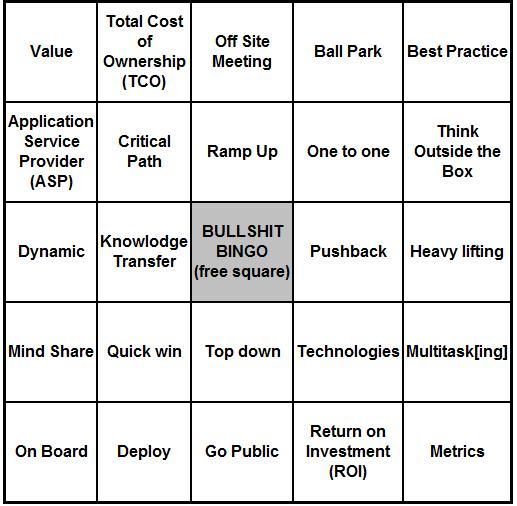 Value
Total Cost
of
Ownership
(TCO)
Off Site
Meeting
Ball Park
Best Practice
Application
Service
Provider
(ASP)
Critical
Path
Ramp Up
One to one
Think
Outside the
Box
Dynamic
Knowlodge
Transfer
BULLSHIT
BINGO
(free square)
Pushback
Heavy lifting
Mind Share
Quick win
Top down
Technologies
Multitask[ing]
On Board
Deploy
Go Public
Return on
Investment
(ROI)
Metrics